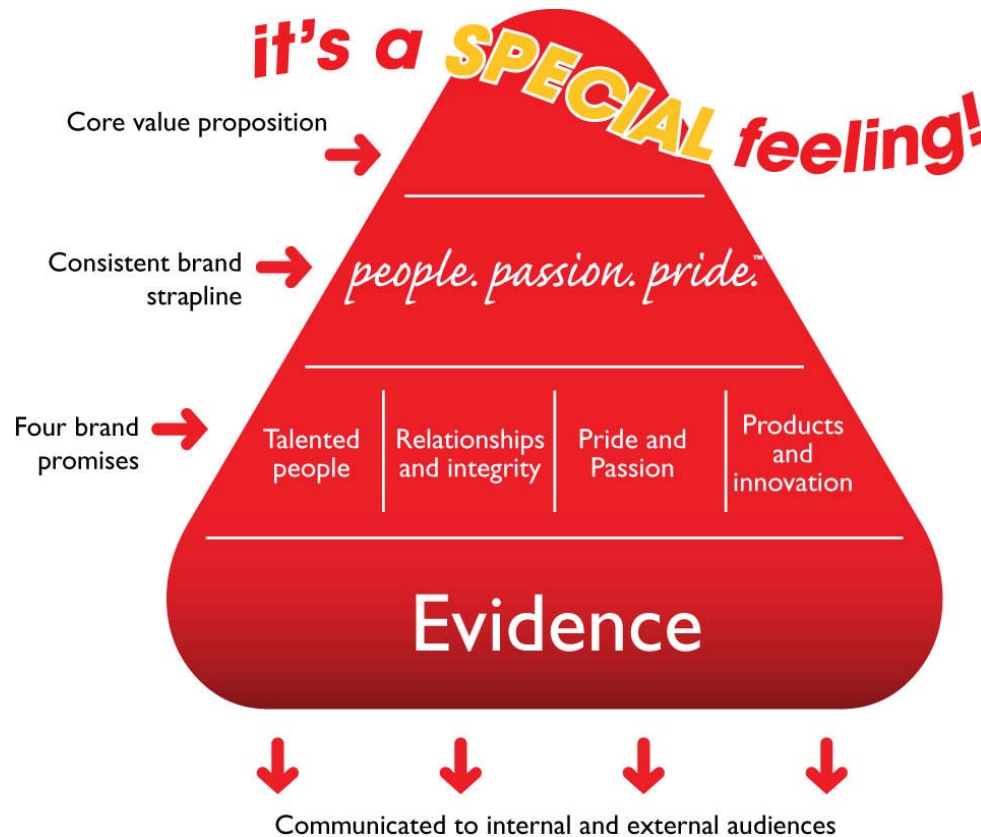 it's a SPECIAL feeling!
Core value proposition
Consistent brand
strapline
people. passion. pride.™
Four brand
promises
Talented
people
Relationships
and integrity
Pride and
Passion
Products
and
innovation
Evidence
Communicated to internal and external audiences